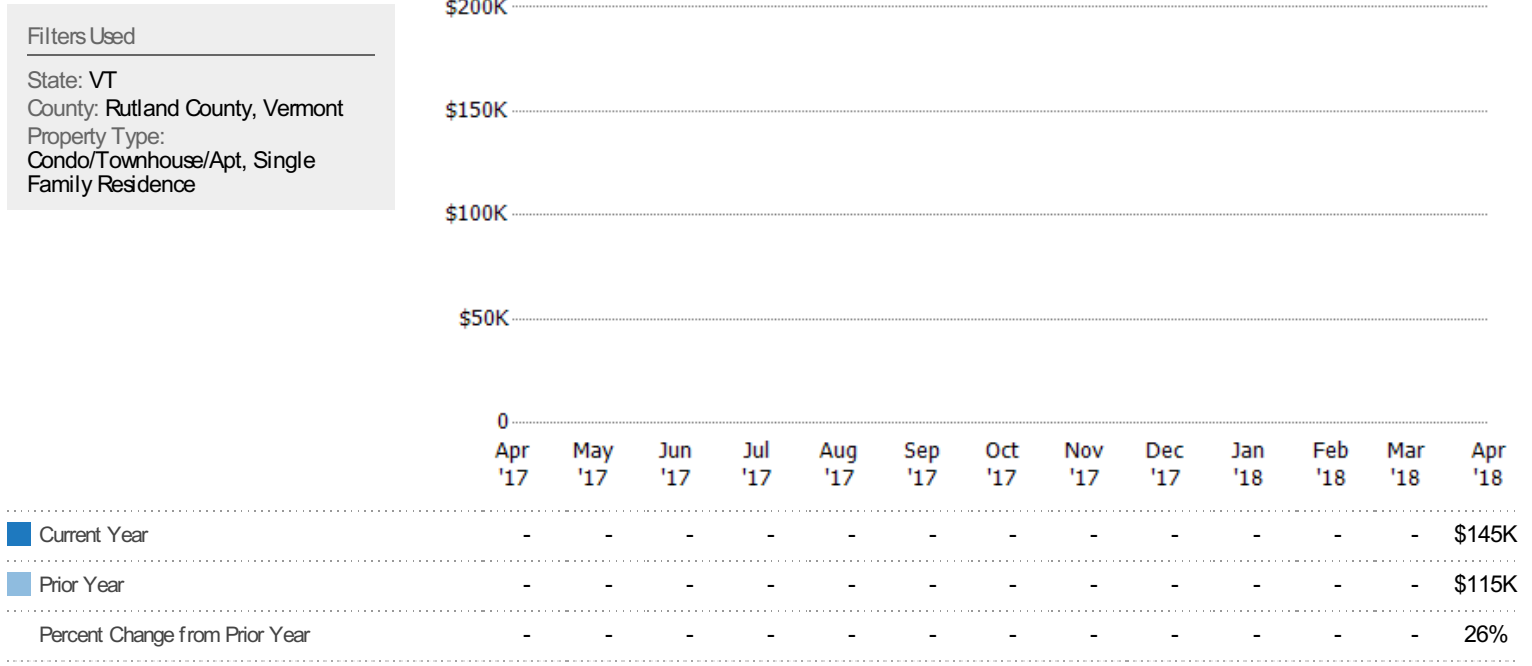 Filters Used
State: VT
County: Rutland County, Vermont
Property Type:
Condo/Townhouse/Apt, Single
Family Residence
$200K
$150K
$100K
$50K
0
Apr May Jun Jul Aug Sep Oct Nov Dec Jan Feb Mar Apr
'17 '17 '17 '17 '17 '17 '17 '17 '17 '18 '18 '18 '18
Current Year - - - - - - - - - - - - $145K
Prior Year - - - - - - - - - - - - $115K
Percent Change from Prior Year - - - - - - - - - - - - 26%